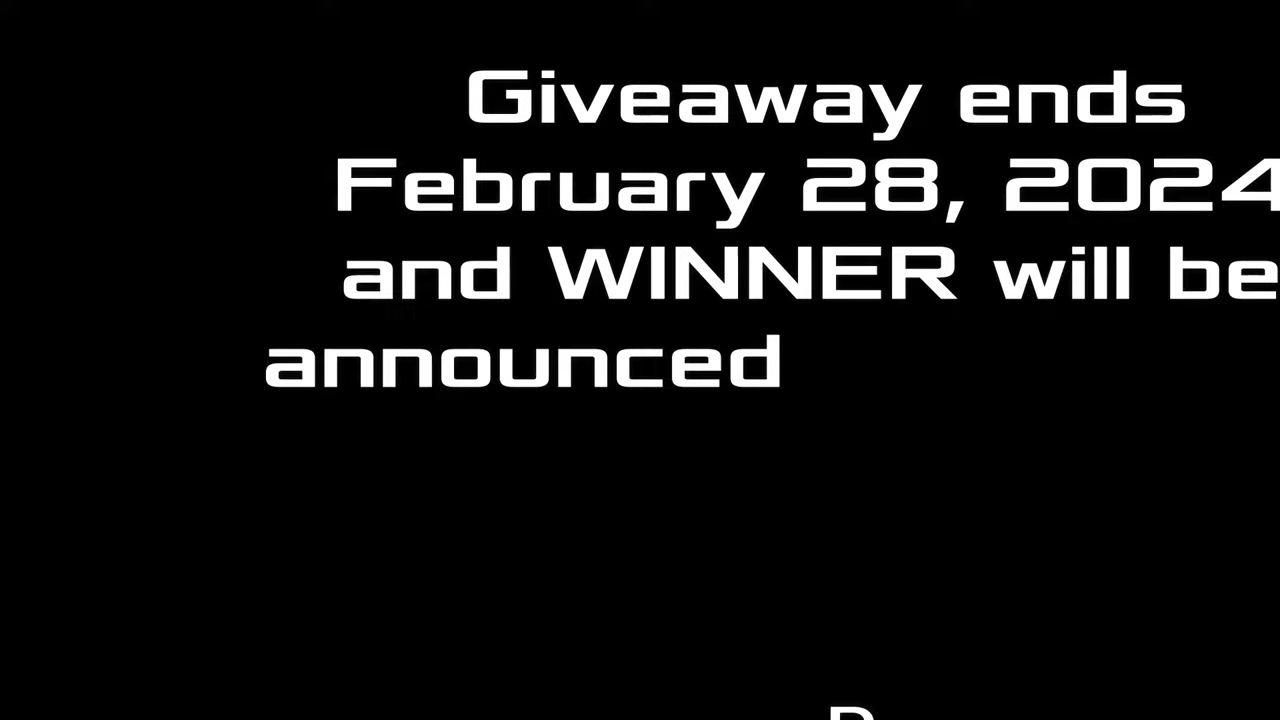 Giveaway ends
February 28, 2024
and WINNER will be
announced